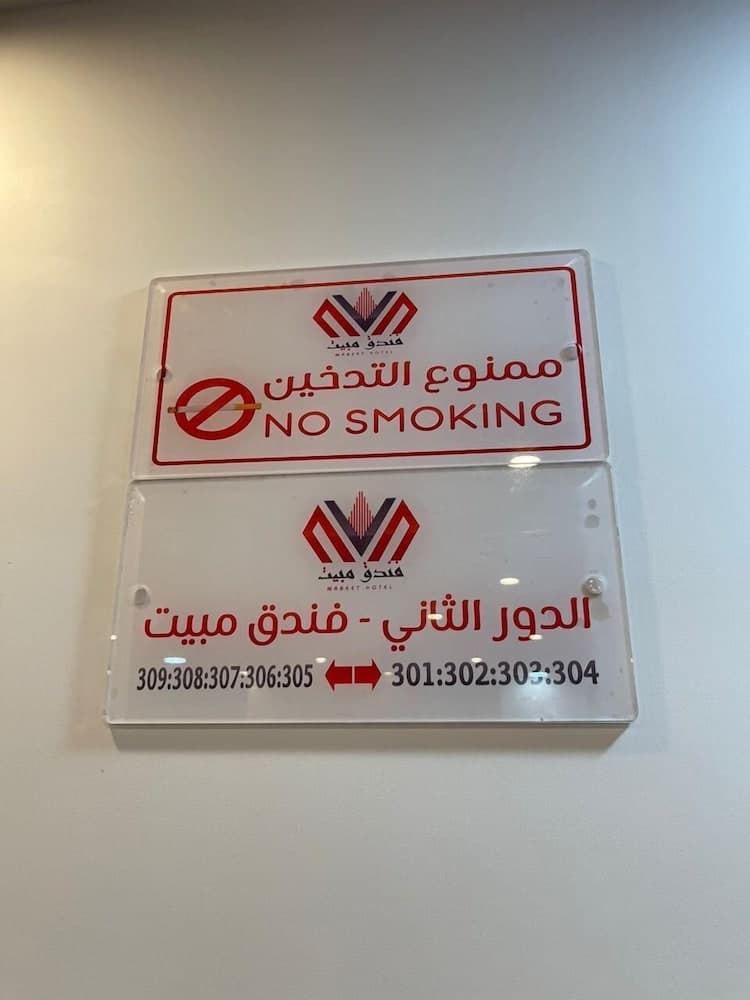 فندق مبيت
MABEET HOTEL
ممنوع التدخين
NO SMOKING
فندق مبيت
MABEET HOTEL
الدور الثاني - فندق مبيت
309:308:307:306:305 301:302:303:304